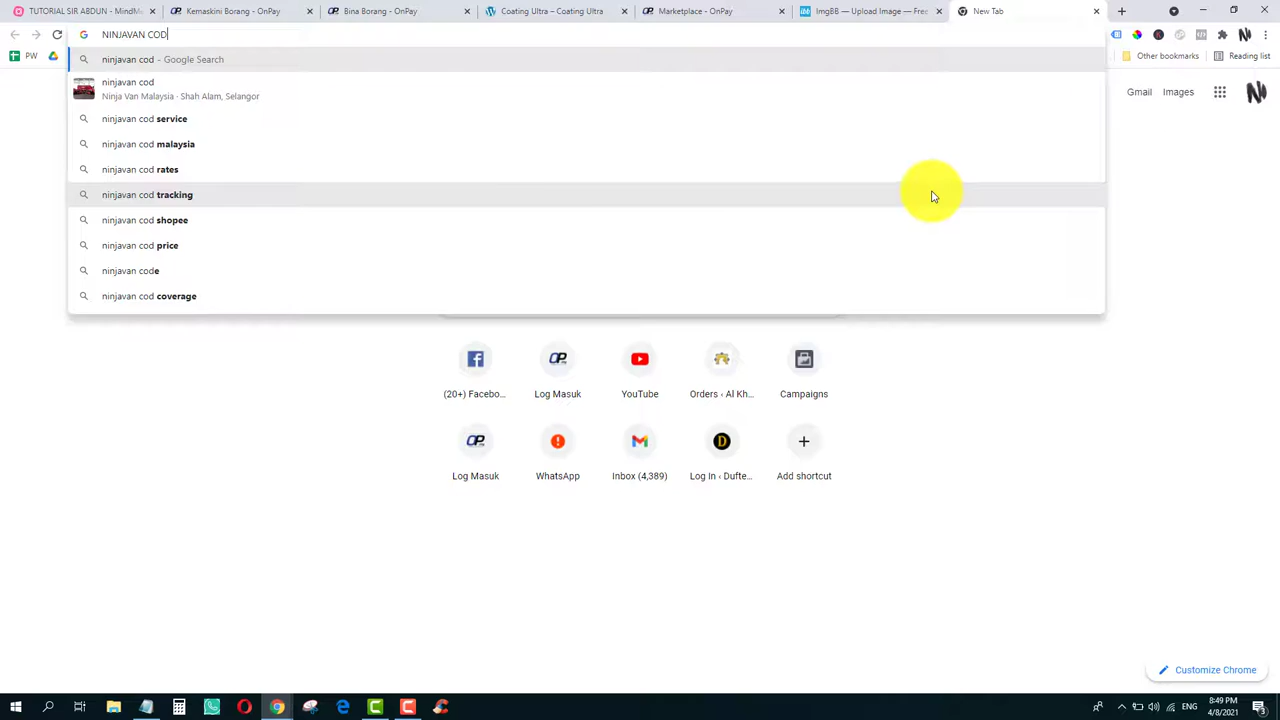 TUTORIAL SIR ABDUN - MindM
Kemaskini Borang - OnPay
Bina Borang - OnPay
Coating Ultra – Coating Ultra
Marketplace - OnPay
ImgBB — Upload Image — Free
New Tab
NINJAVAN COD
PW
Other bookmarks
Reading list
ninjavan cod - Google Search
ninjavan cod
Ninja Van Malaysia · Shah Alam, Selangor
ninjavan cod service
ninjavan cod malaysia
ninjavan cod rates
ninjavan cod tracking
ninjavan cod shopee
ninjavan cod price
ninjavan code
ninjavan cod coverage
Gmail
Images
(20+) Facebo...
Log Masuk
YouTube
Orders ‹ Al Kh...
Campaigns
Log Masuk
WhatsApp
Inbox (4,389)
Log In ‹ Dufte...
Add shortcut
Customize Chrome
ENG
8:49 PM
4/8/2021